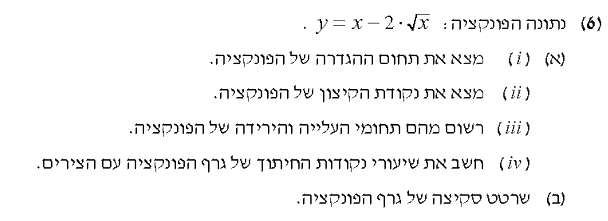 (6) נתונה הפונקציה: y = x − 2 · √x .
(א) (i) מצא את תחום ההגדרה של הפונקציה.
(ii) מצא את נקודת הקיצון של הפונקציה.
(iii) רשום מהם תחומי העלייה והירידה של הפונקציה.
(iv) חשב את שיעורי נקודות החיתוך של גרף הפונקציה עם הצירים.
(ב) שרטט סקיצה של גרף הפונקציה.